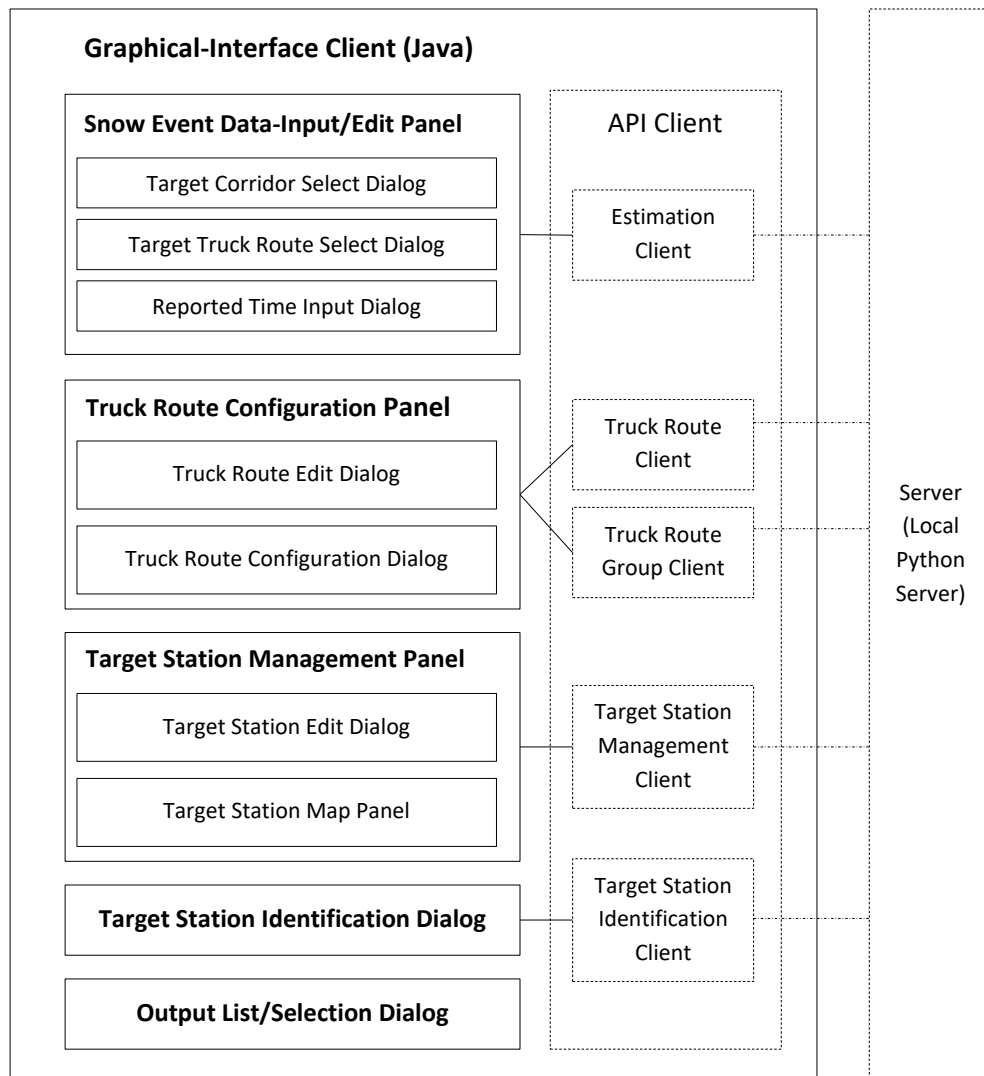 Graphical-Interface Client (Java)
Snow Event Data-Input/Edit Panel
Target Corridor Select Dialog
Target Truck Route Select Dialog
Reported Time Input Dialog
Truck Route Configuration Panel
Truck Route Edit Dialog
Truck Route Configuration Dialog
Target Station Management Panel
Target Station Edit Dialog
Target Station Map Panel
Target Station Identification Dialog
Output List/Selection Dialog
API Client
Estimation
Client
Truck Route
Client
Truck Route
Group Client
Target Station
Management
Client
Target Station
Identification
Client
Server
(Local
Python
Server)